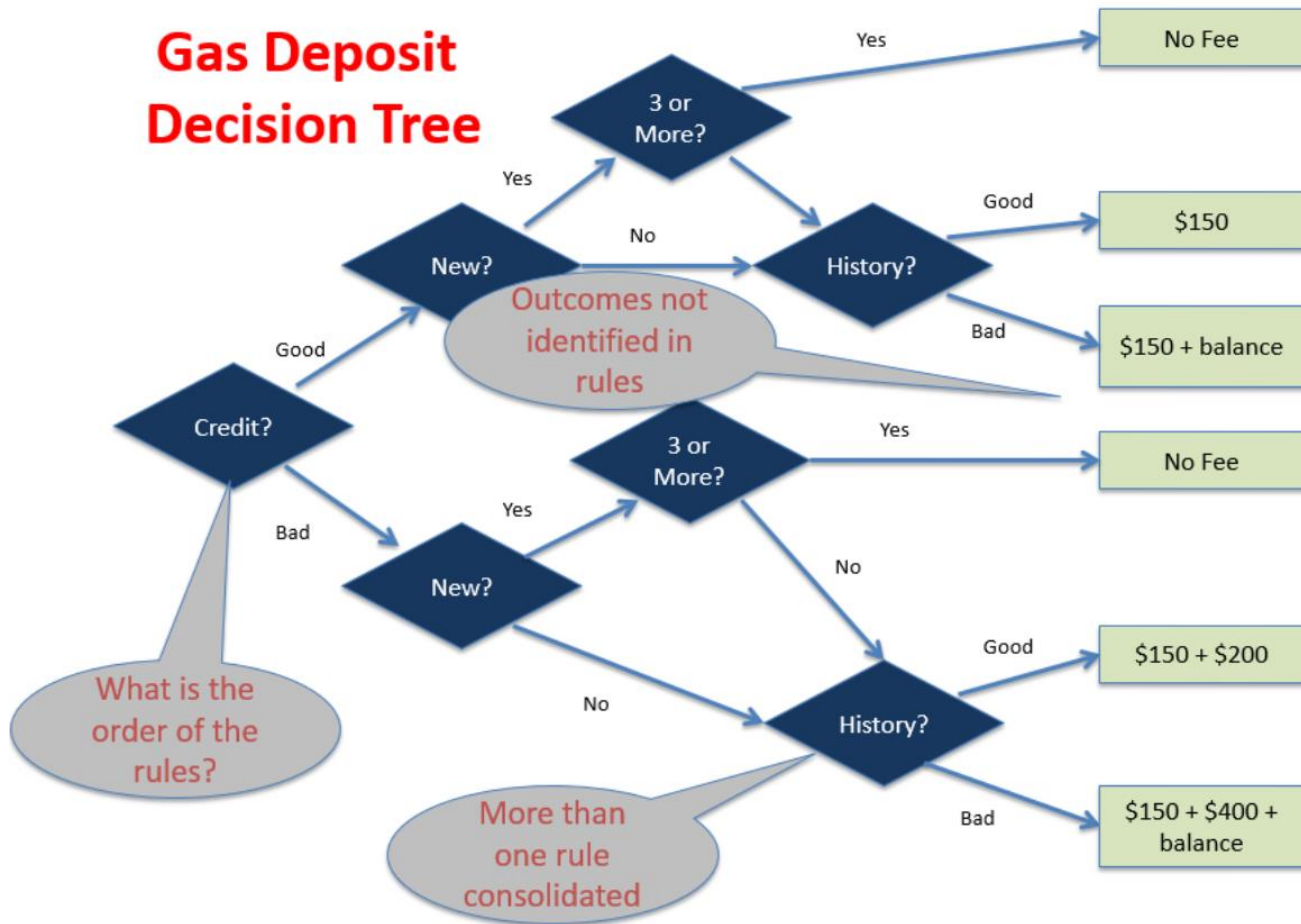 Gas Deposit
Decision Tree
Yes
No Fee
3 or
More?
Yes
Good
$150
No
New?
History?
Outcomes not
identified in
rules
Bad
$150 + balance
Good
Credit?
3 or
More?
Yes
No Fee
Bad
Yes
New?
No
Good
$150 + $200
What is the
order of the
rules?
No
History?
More than
one rule
consolidated
Bad
$150 + $400 +
balance